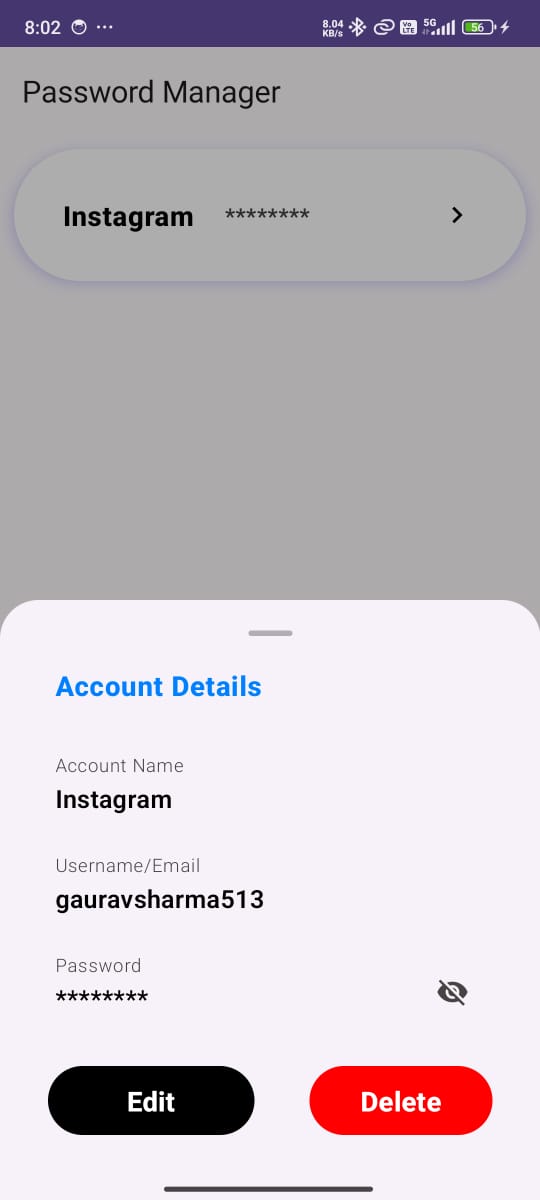 8:02 ... 8.04 KB/s Vo LTE 5G 56
Password Manager
Instagram ********
Account Details
Account Name
Instagram
Username/Email
gauravsharma513
Password
********
Edit Delete